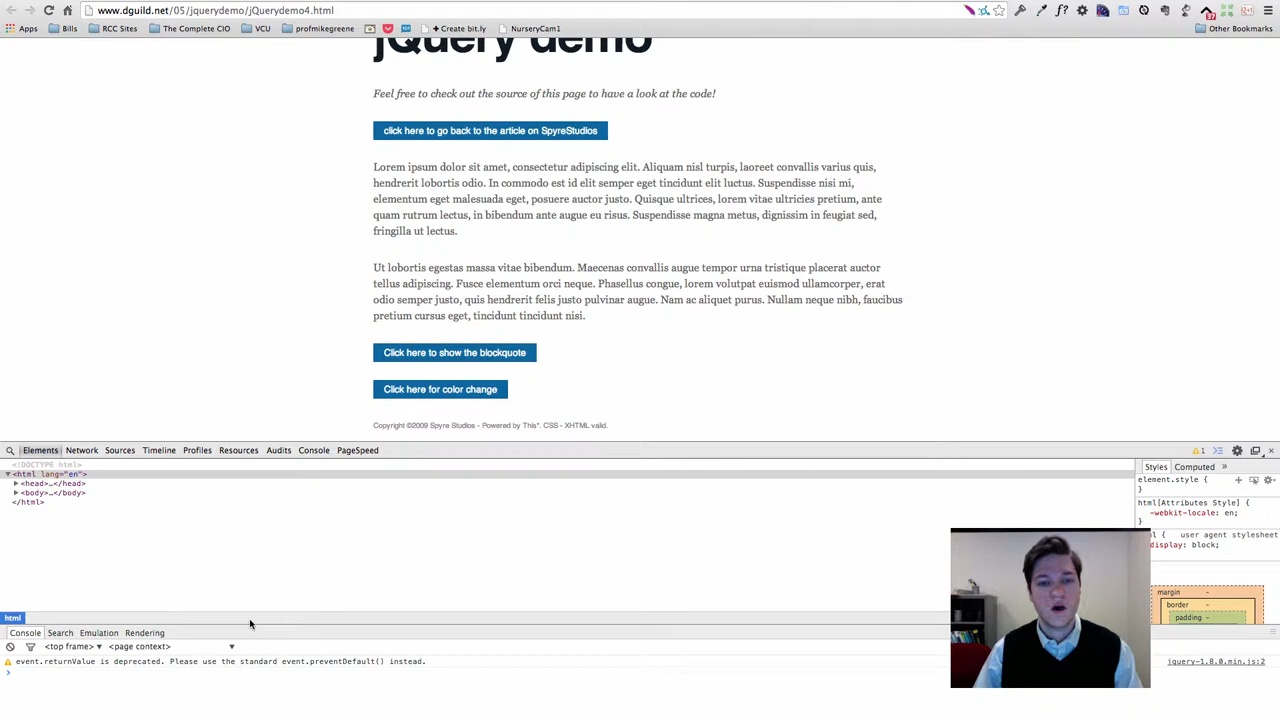 www.dguild.net/05/jquerydemo/jQuerydemo4.html
Apps Bills RCC Sites The Complete CIO VCU profmikegreene + Create bit.ly NurseryCam1 Other Bookmarks
jQuery demo
Feel free to check out the source of this page to have a look at the code!
click here to go back to the article on SpyreStudios
Lorem ipsum dolor sit amet, consectetur adipiscing elit. Aliquam nisl turpis, laoreet convallis varius quis,
hendrerit lobortis odio. In commodo est id elit semper eget tincidunt elit luctus. Suspendisse nisi mi,
elementum eget malesuada eget, posuere auctor justo. Quisque ultrices, lorem vitae ultricies pretium, ante
quam rutrum lectus, in bibendum ante augue eu risus. Suspendisse magna metus, dignissim in feugiat sed,
fringilla ut lectus.
Ut lobortis egestas massa vitae bibendum. Maecenas convallis augue tempor urna tristique placerat auctor
tellus adipiscing. Fusce elementum orci neque. Phasellus congue, lorem volutpat euismod ullamcorper, erat
odio semper justo, quis hendrerit felis justo pulvinar augue. Nam ac aliquet purus. Nullam neque nibh, faucibus
pretium cursus eget, tincidunt tincidunt nisi.
Click here to show the blockquote
Click here for color change
Copyright ©2009 Spyre Studios - Powered by This". CSS - XHTML valid.
Elements Network Sources Timeline Profiles Resources Audits Console PageSpeed 1
<!DOCTYPE html>
<html lang="en">
<head>…</head>
<body>…</body>
</html>
Styles Computed »
element.style {
}
html[Attributes Style] {
-webkit-locale: en;
}
{ user agent stylesheet
display: block;
margin -
border -
padding -
html
Console Search Emulation Rendering
<top frame> <page context>
event.returnValue is deprecated. Please use the standard event.preventDefault() instead. jquery-1.8.0.min.js:2
>